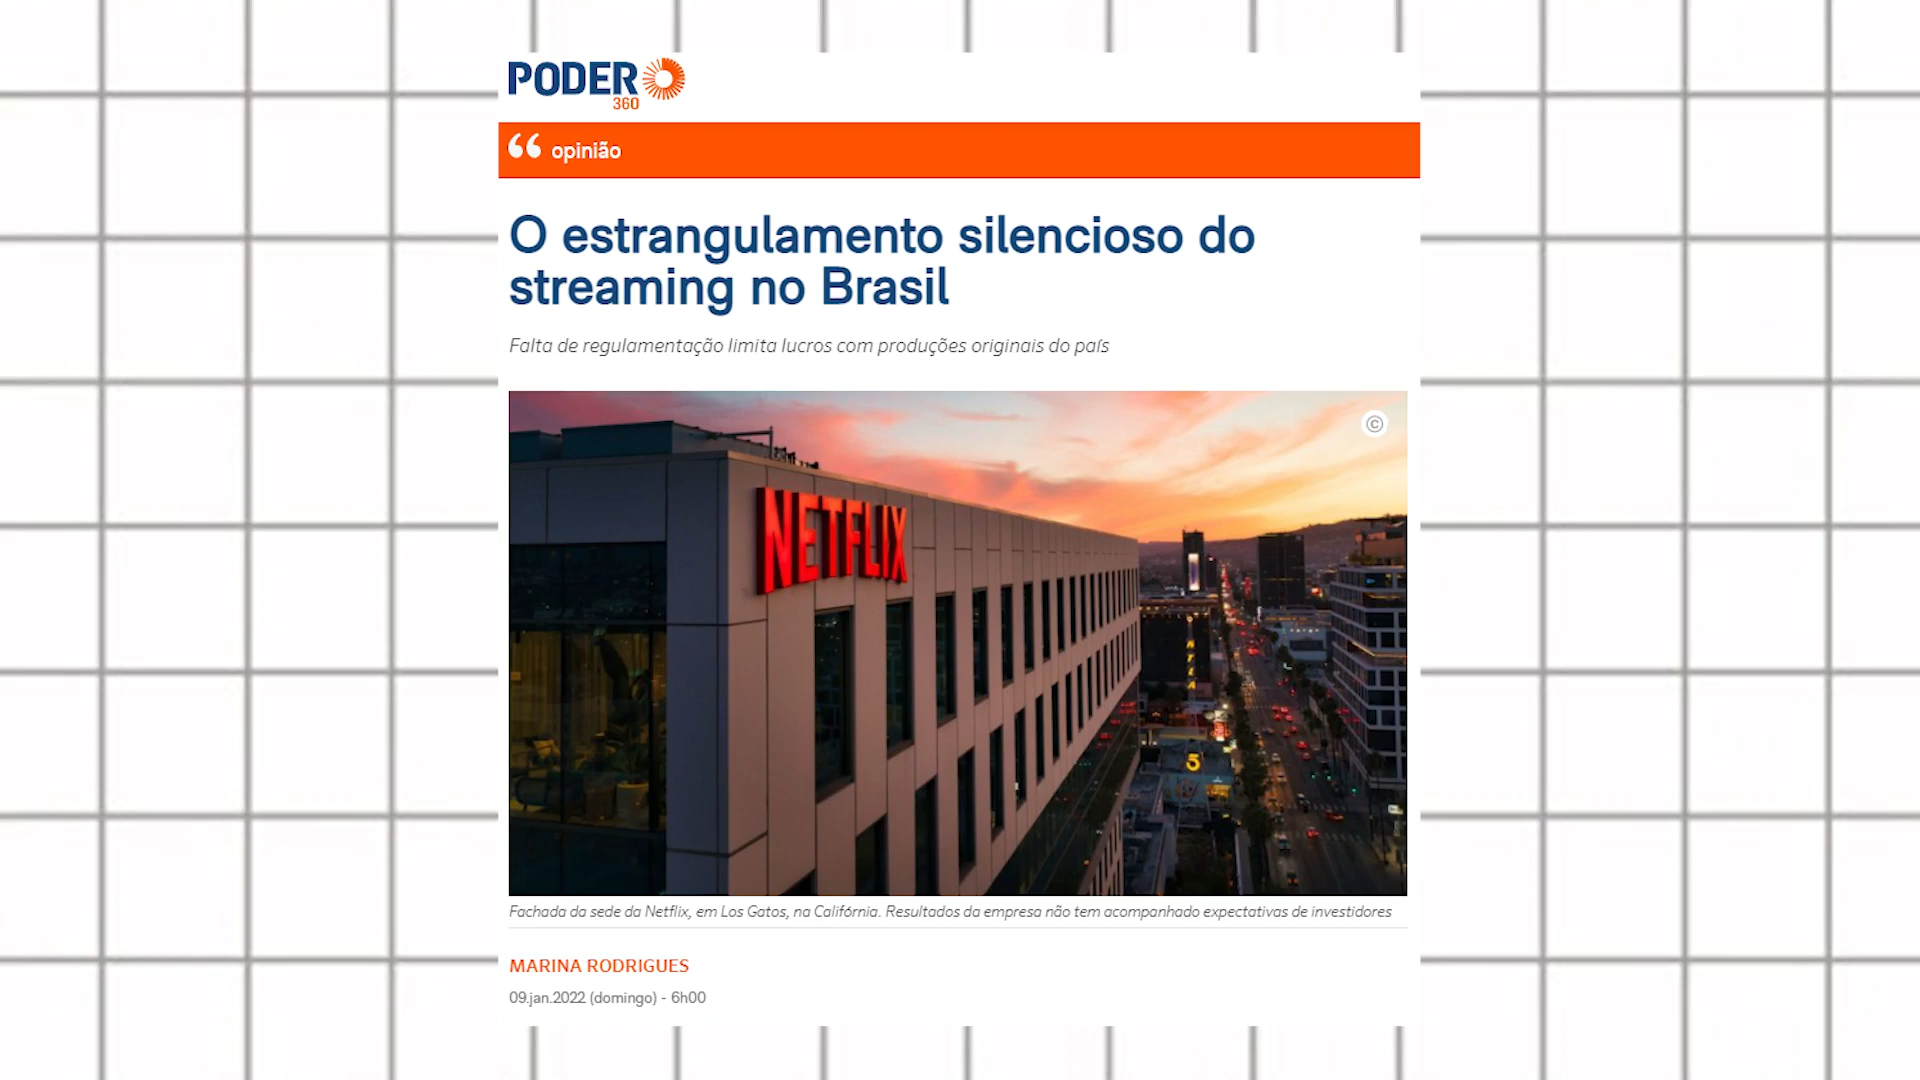 PODER
360
“ opinião
O estrangulamento silencioso do
streaming no Brasil
Falta de regulamentação limita lucros com produções originais do país
©
NETFLIX
5
Fachada da sede da Netflix, em Los Gatos, na Califórnia. Resultados da empresa não tem acompanhado expectativas de investidores
MARINA RODRIGUES
09.jan.2022 (domingo) - 6h00